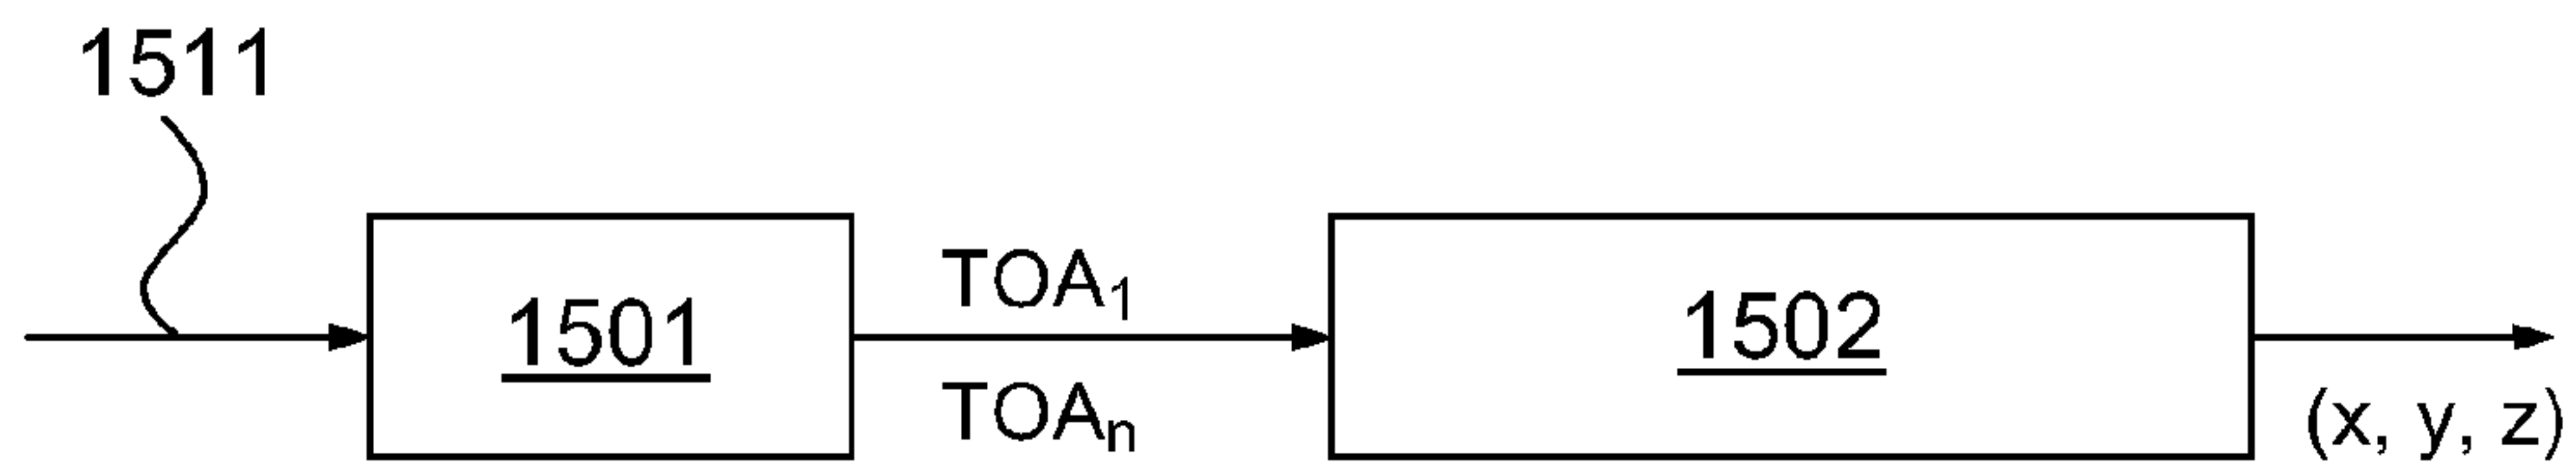 1511
1501
TOA₁
TOAₙ
1502
(x, y, z)